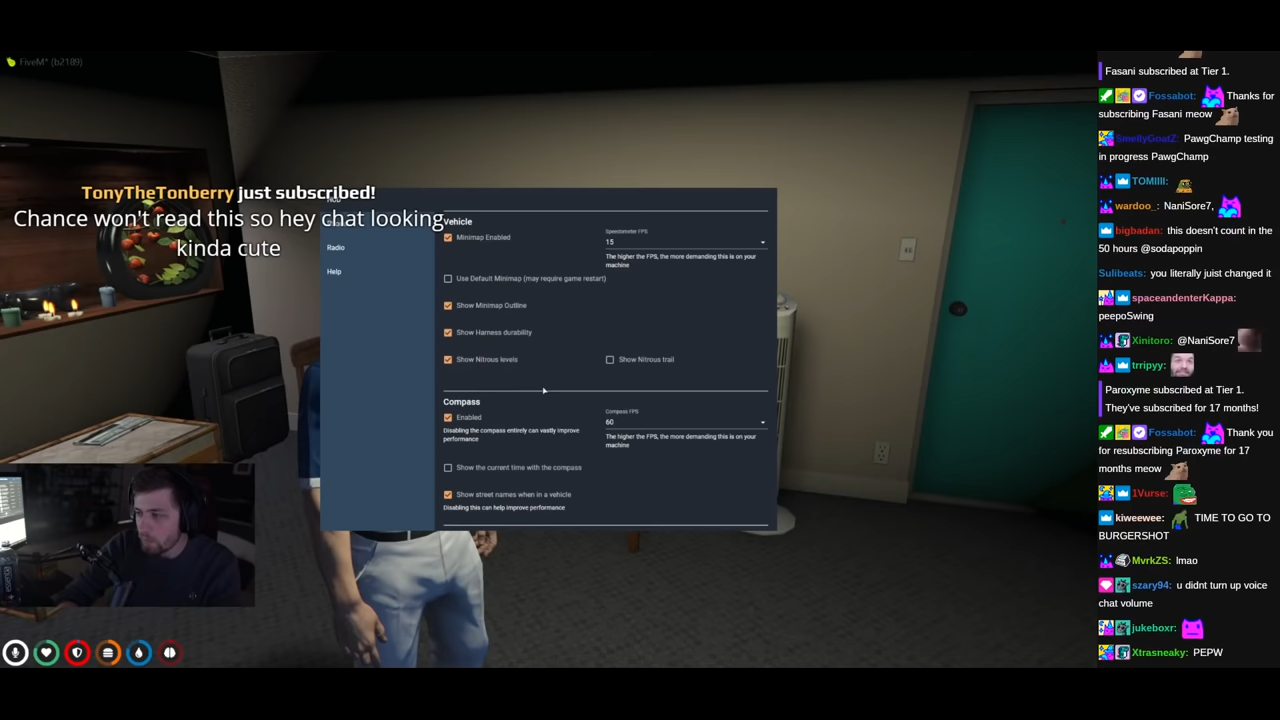 FiveM* (b2189)
TonyTheTonberry just subscribed!
Chance won't read this so hey chat looking
kinda cute
Radio
Help
Vehicle
Minimap Enabled
Speedometer FPS
15
The higher the FPS, the more demanding this is on your
machine
Use Default Minimap (may require game restart)
Show Minimap Outline
Show Harness durability
Show Nitrous levels
Show Nitrous trail
Compass
Enabled
Disabling the compass entirely can vastly improve
performance
Compass FPS
60
The higher the FPS, the more demanding this is on your
machine
Show the current time with the compass
Show street names when in a vehicle
Disabling this can help improve performance
Fasani subscribed at Tier 1.
Fossabot: Thanks for
subscribing Fasani meow
SmellyGoatZ: PawgChamp testing
in progress PawgChamp
TOMIIII:
wardoo_: NaniSore7,
bigbadan: this doesn't count in the
50 hours @sodapoppin
Sulibeats: you literally just changed it
spaceandenterKappa:
peepoSwing
Xinitoro: @NaniSore7
trripyy:
Paroxyme subscribed at Tier 1.
They've subscribed for 17 months!
Fossabot: Thank you
for resubscribing Paroxyme for 17
months meow
1Vurse:
kiweewee: TIME TO GO TO
BURGERSHOT
MvrkZS: lmao
szary94: u didnt turn up voice
chat volume
jukeboxr:
Xtrasneaky: PEPW